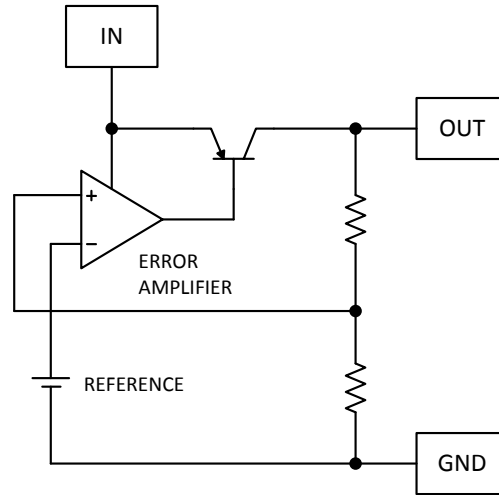 IN
OUT
+
−
ERROR
AMPLIFIER
REFERENCE
GND